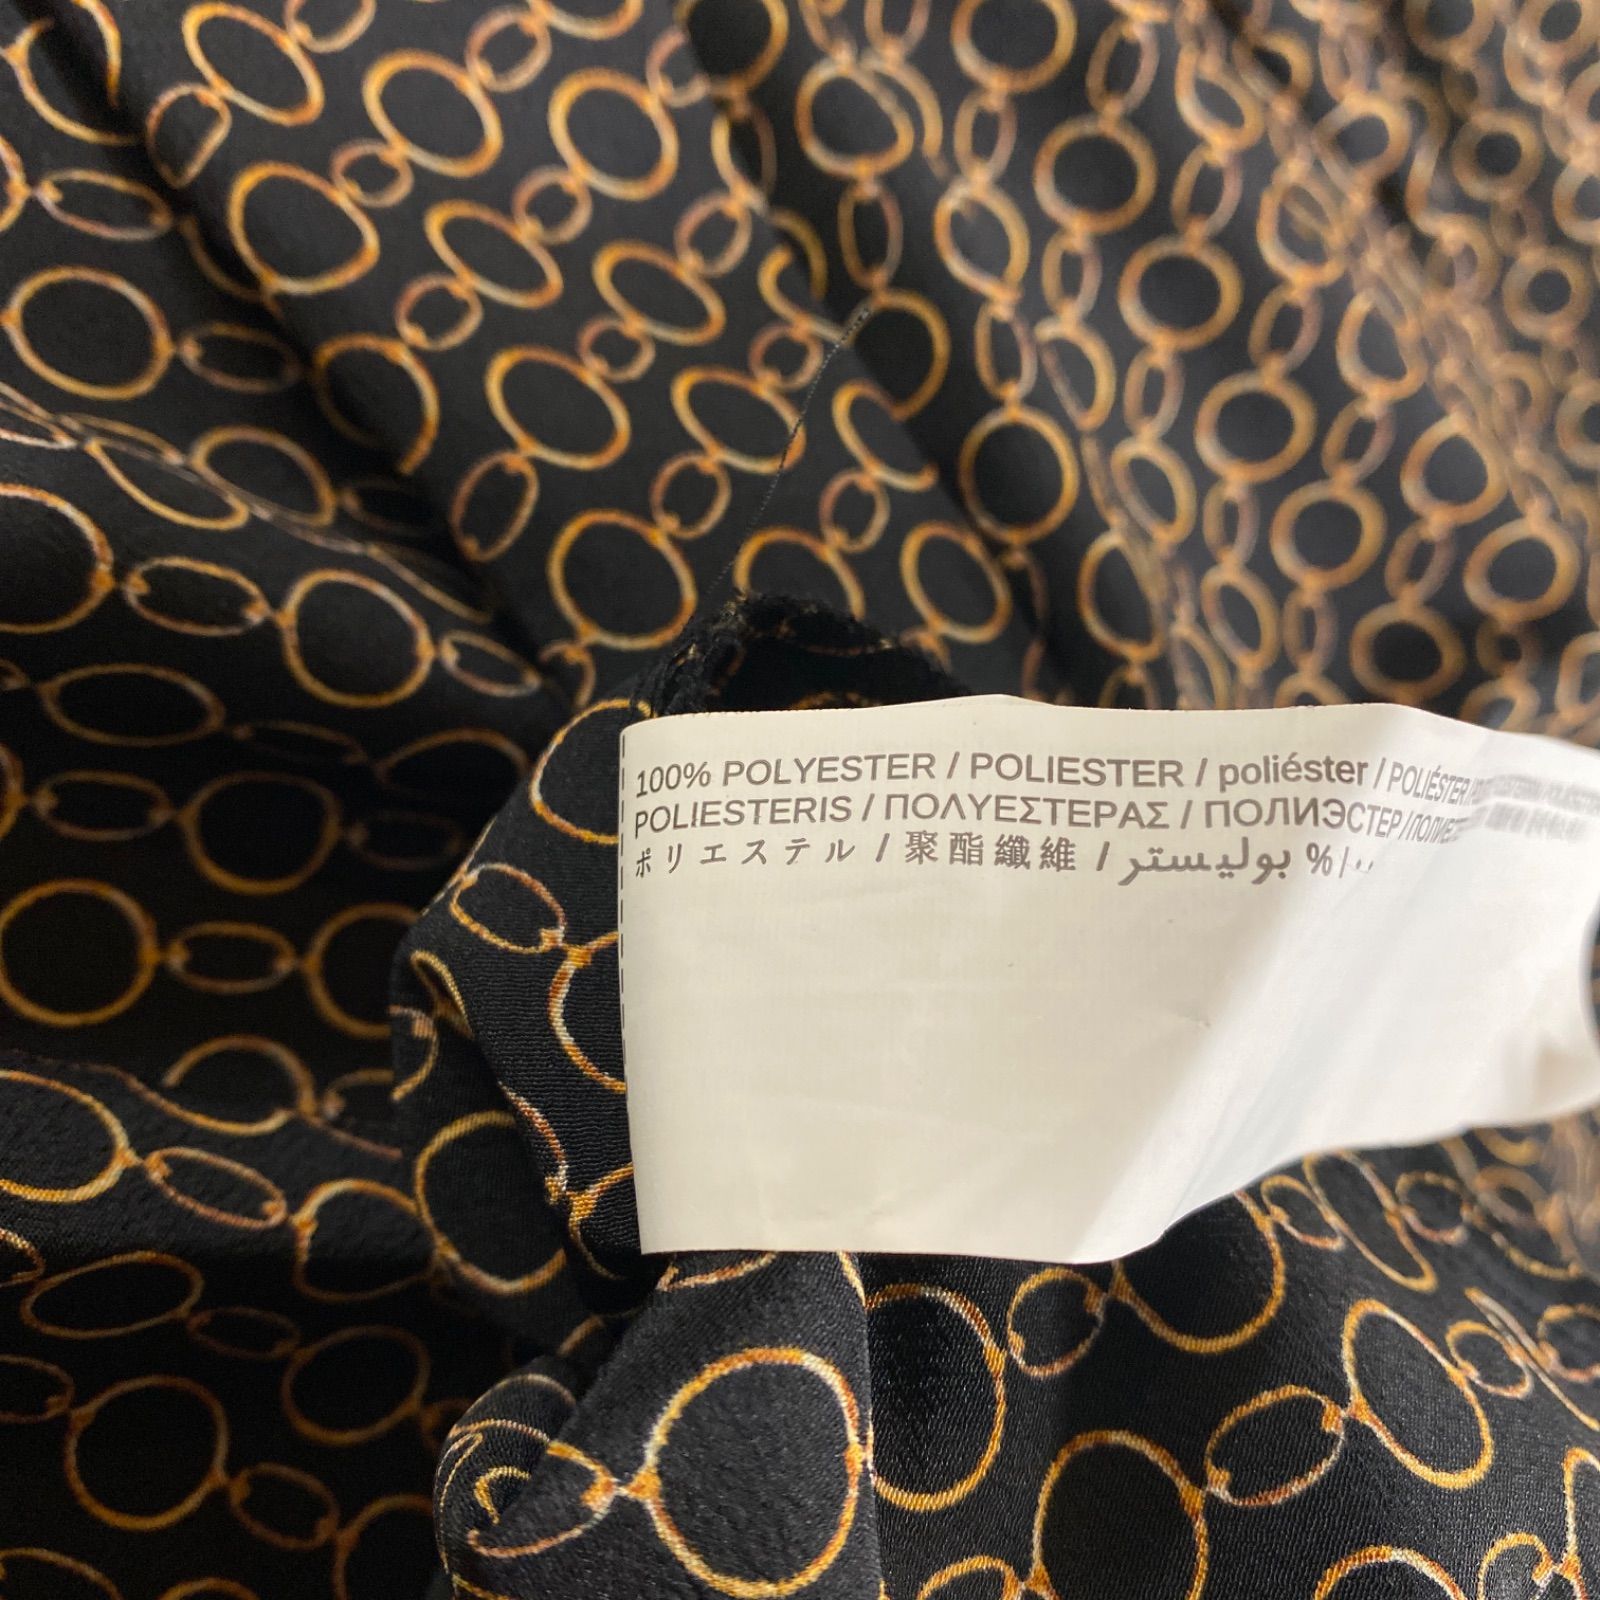 100% POLYESTER / POLIESTER / poliéster / POLIÉSTER /
POLIESTERIS / ΠΟΛΥΕΣΤΕΡΑΣ / ПОЛИЭСТЕР /
ポリエステル / 聚酯纖維 / بوليستر %١٠٠